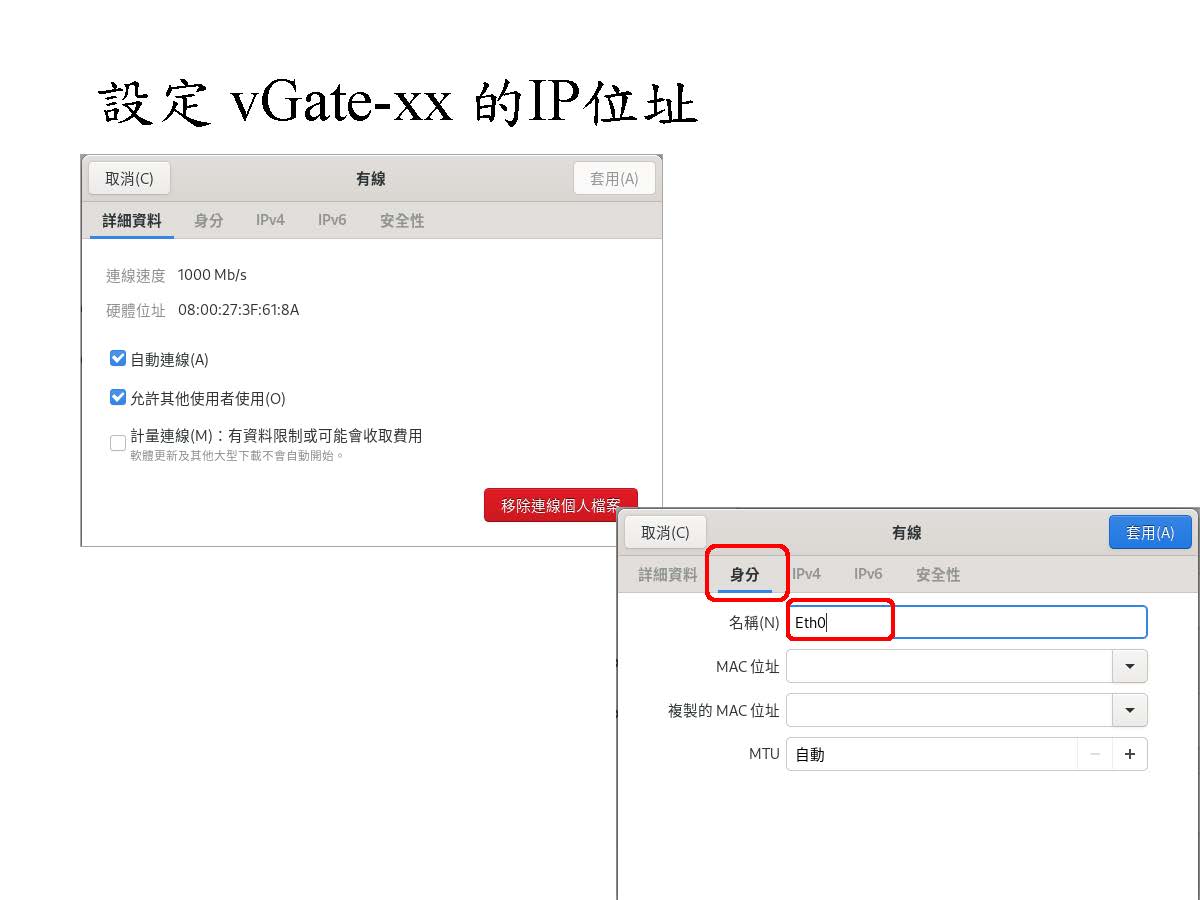 設定 vGate-xx 的IP位址
取消(C) 有線 套用(A)
詳細資料 身分 IPv4 IPv6 安全性
連線速度 1000 Mb/s
硬體位址 08:00:27:3F:61:8A
自動連線(A)
允許其他使用者使用(O)
計量連線(M)：有資料限制或可能會收取費用
軟體更新及其他大型下載不會自動開始。
移除連線個人檔案
取消(C) 有線 套用(A)
詳細資料 身分 IPv4 IPv6 安全性
名稱(N) Eth0
MAC 位址
複製的 MAC 位址
MTU 自動